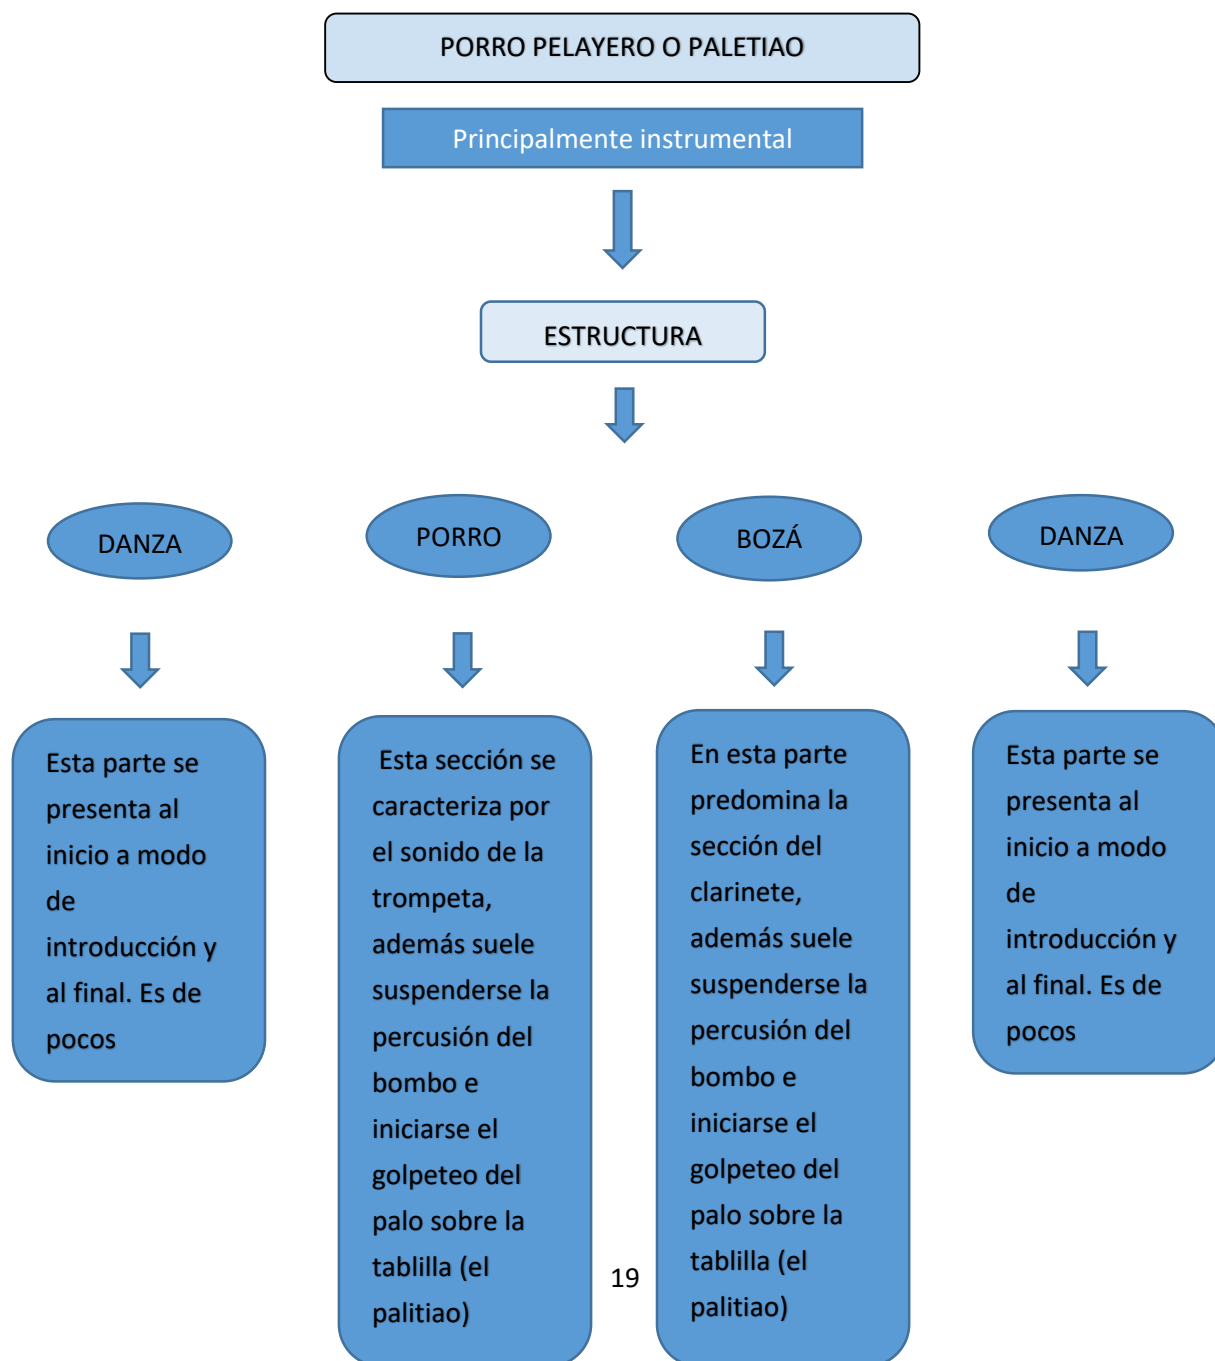 PORRO PELAYERO O PALETIAO
Principalmente instrumental
ESTRUCTURA
DANZA
PORRO
BOZÁ
DANZA
Esta parte se
presenta al
inicio a modo
de
introducción y
al final. Es de
pocos
Esta sección se
caracteriza por
el sonido de la
trompeta,
además suele
suspenderse la
percusión del
bombo e
iniciarse el
golpeteo del
palo sobre la
tablilla (el
palitiao)
En esta parte
predomina la
sección del
clarinete,
además suele
suspenderse la
percusión del
bombo e
iniciarse el
golpeteo del
palo sobre la
tablilla (el
palitiao)
Esta parte se
presenta al
inicio a modo
de
introducción y
al final. Es de
pocos
19